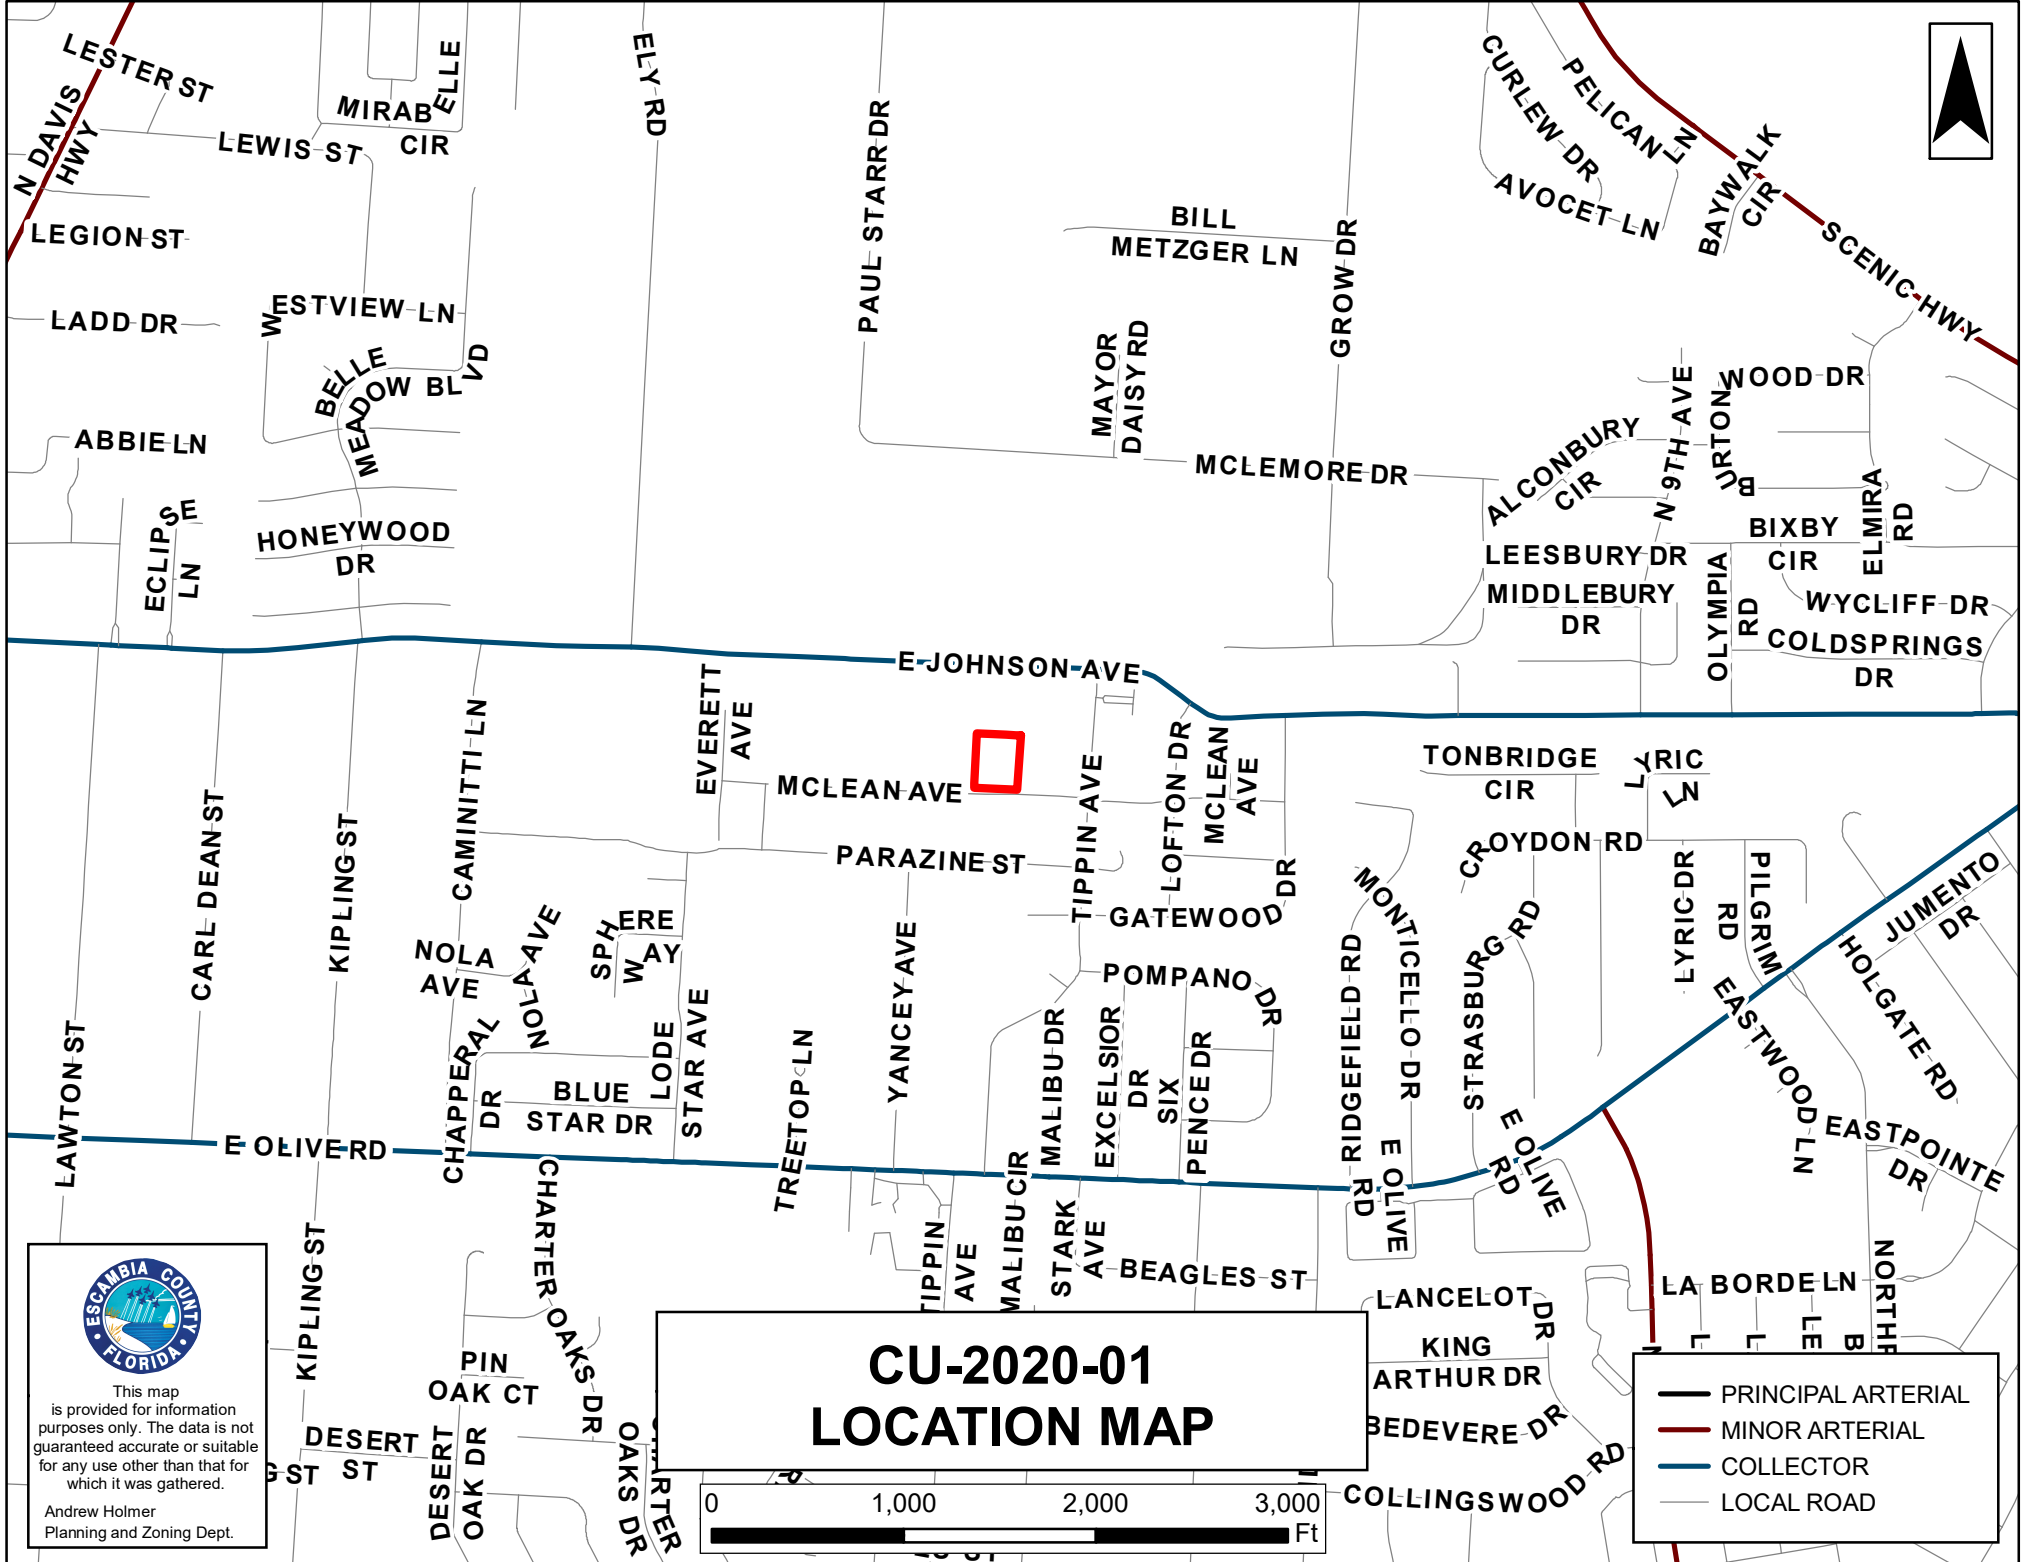 LESTER ST
N DAVIS
HWY
LEWIS ST
MIRAB ELLE
CIR
ELY RD
PAUL STARR DR
CURLEW DR
PELICAN LN
AVOCET LN
BAYWALK
CIR
SCENIC HWY
LEGION ST
BILL
METZGER LN
GROW DR
LADD DR
WESTVIEW LN
BELLE
MEADOW BLVD
MAYOR
DAISY RD
ABBIE LN
MCLEMORE DR
ALCONBURY
CIR
N 9TH AVE
BURTONWOOD DR
ELMIRA
RD
ECLIPSE
LN
HONEYWOOD
DR
LEESBURY DR
MIDDLEBURY
DR
OLYMPIA
RD
BIXBY
CIR
WYCLIFF DR
COLDSPRINGS
DR
E JOHNSON AVE
EVERETT
AVE
CAMINITTI LN
MCLEAN AVE
TIPPIN AVE
LOFTON DR
MCLEAN
AVE
TONBRIDGE
CIR
LYRIC
LN
CARL DEAN ST
KIPLING ST
PARAZINE ST
GATEWOOD DR
CROYDON RD
LYRIC DR
PILGRIM
RD
JUMENTO
DR
NOLA
AVE
NOLA AVE
LION
SPHERE
WAY
YANCEY AVE
POMPANO DR
MONTICELLO DR
RIDGEFIELD RD
STRASBURG RD
HOLGATE RD
EASTWOOD LN
LAWTON ST
CHAPPERAL
DR
BLUE
STAR DR
LODE
STAR AVE
TREETOP LN
MALIBU DR
EXCELSIOR
DR
SIX
PENCE DR
E OLIVE RD
E OLIVE
RD
E OLIVE
RD
EASTPOINTE
DR
CHARTER OAKS DR
KIPLING ST
TIPPIN
AVE
MALIBU CIR
STARK
AVE
BEAGLES ST
LANCELOT DR
LA BORDE LN
KING
ARTHUR DR
BEDEVERE DR
COLLINGSWOOD RD
PIN
OAK CT
DESERT
ST
DESERT
OAK DR
OAKS DR
G ST
ESCAMBIA COUNTY
FLORIDA
This map
is provided for information
purposes only. The data is not
guaranteed accurate or suitable
for any use other than that for
which it was gathered.
Andrew Holmer
Planning and Zoning Dept.
CU-2020-01
LOCATION MAP
0 1,000 2,000 3,000
Ft
PRINCIPAL ARTERIAL
MINOR ARTERIAL
COLLECTOR
LOCAL ROAD